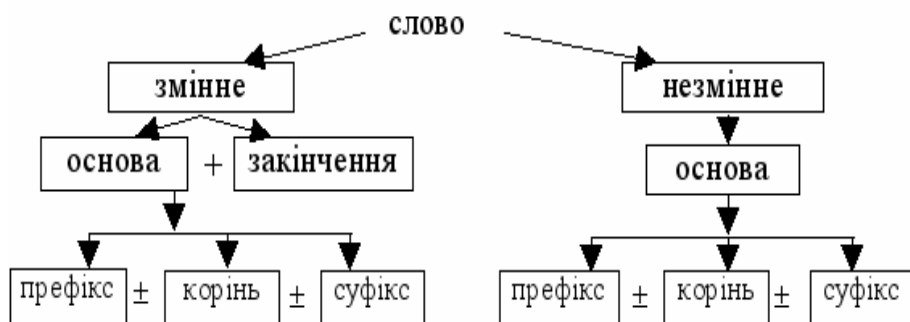 слово
змінне незмінне
основа + закінчення основа
префікс ± корінь ± суфікс префікс ± корінь ± суфікс